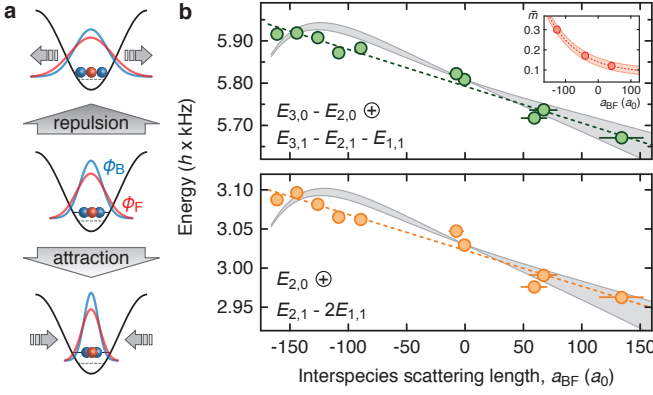 a
repulsion
ϕB
ϕF
attraction
b
Energy (h x kHz)
5.90
5.80
5.70
E3,0 - E2,0 ⊕
E3,1 - E2,1 - E1,1
m̄
0.3
0.2
0.1
-100
0
100
aBF (a0)
3.10
3.05
3.00
2.95
E2,0 ⊕
E2,1 - 2E1,1
-150
-100
-50
0
50
100
150
Interspecies scattering length, aBF (a0)